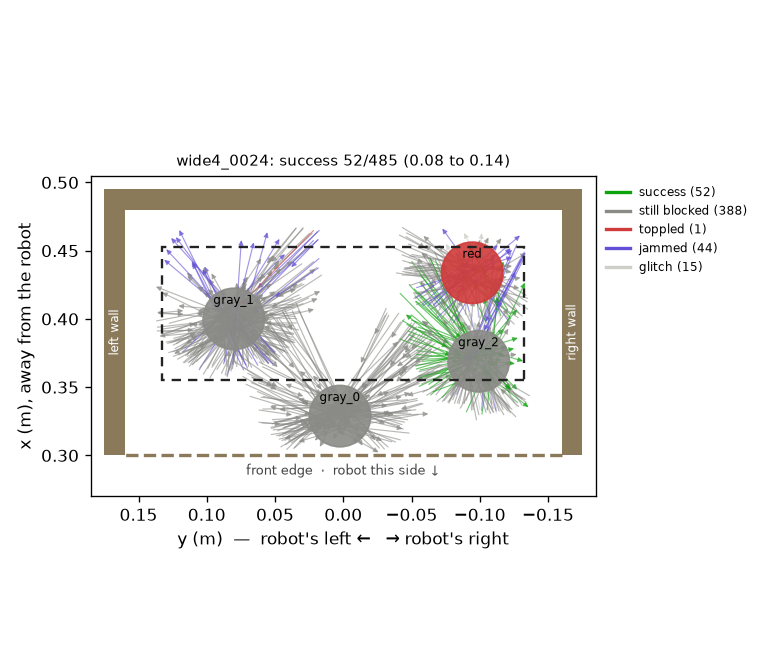 wide4_0024: success 52/485 (0.08 to 0.14)
success (52)
still blocked (388)
toppled (1)
jammed (44)
glitch (15)
x (m), away from the robot
0.50
0.45
0.40
0.35
0.30
left wall
right wall
red
gray_1
gray_2
gray_0
front edge · robot this side ↓
0.15 0.10 0.05 0.00 −0.05 −0.10 −0.15
y (m) — robot's left ← → robot's right